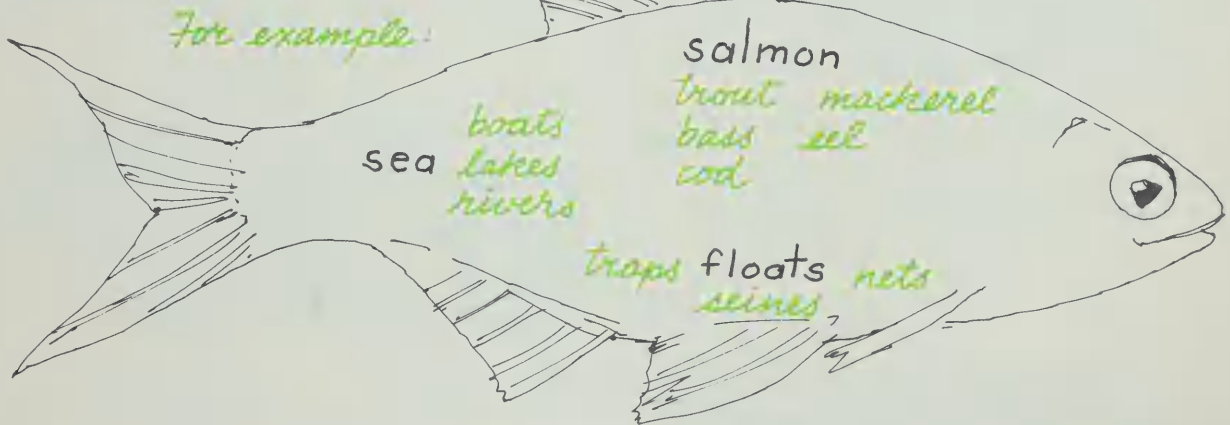 For example:
salmon
trout mackerel
bass eel
cod
boats
sea lakes
rivers
traps floats nets
seines